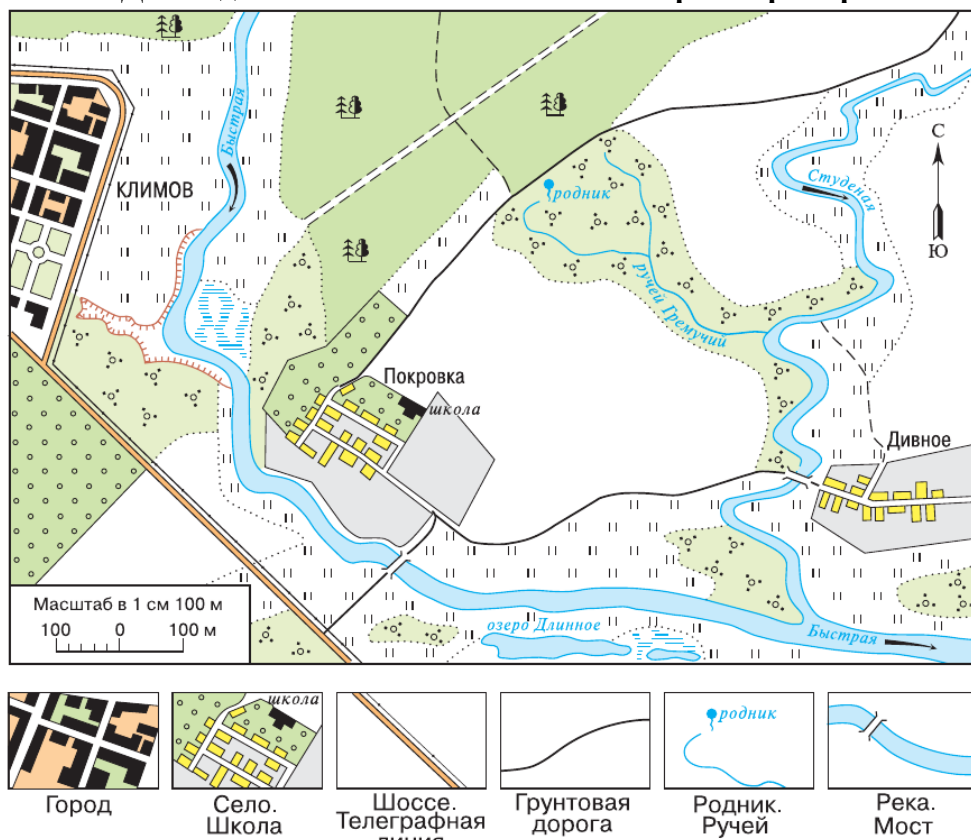 Быстрая
КЛИМОВ
родник
Студеная
С
Ю
ручей Гремучий
Покровка
школа
Дивное
Масштаб в 1 см 100 м
100 0 100 м
озеро Длинное
Быстрая
школа
родник
Город
Село.
Школа
Шоссе.
Телеграфная
Грунтовая
дорога
Родник.
Ручей
Река.
Мост